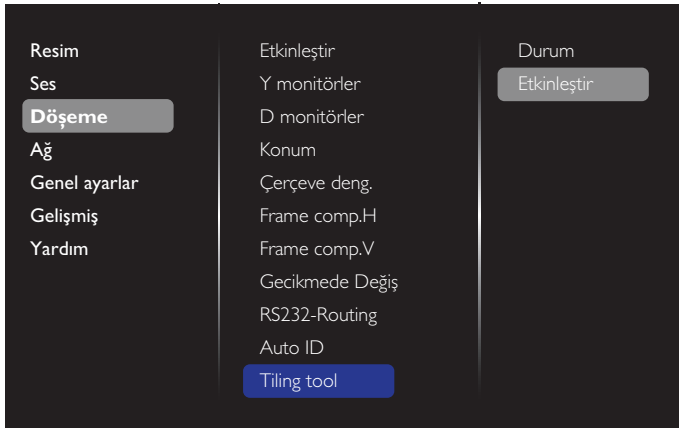 Resim
Ses
Döşeme
Ağ
Genel ayarlar
Gelişmiş
Yardım
Etkinleştir
Y monitörler
D monitörler
Konum
Çerçeve deng.
Frame comp.H
Frame comp.V
Gecikmede Değiş
RS232-Routing
Auto ID
Tiling tool
Durum
Etkinleştir